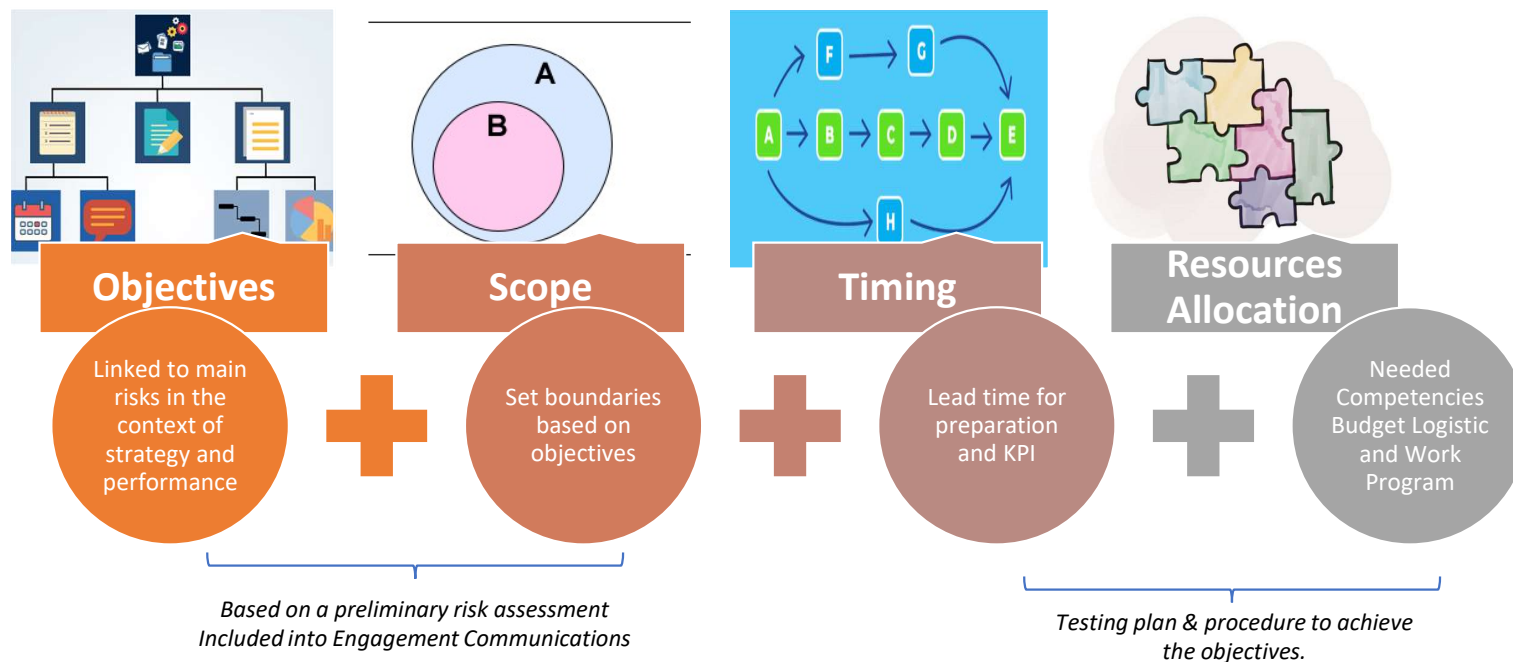 A
B
F
G
A
B
C
D
E
H
Objectives
Scope
Timing
Resources
Allocation
Linked to main
risks in the
context of
strategy and
performance
Set boundaries
based on
objectives
Lead time for
preparation
and KPI
Needed
Competencies
Budget Logistic
and Work
Program
Based on a preliminary risk assessment
Included into Engagement Communications
Testing plan & procedure to achieve
the objectives.